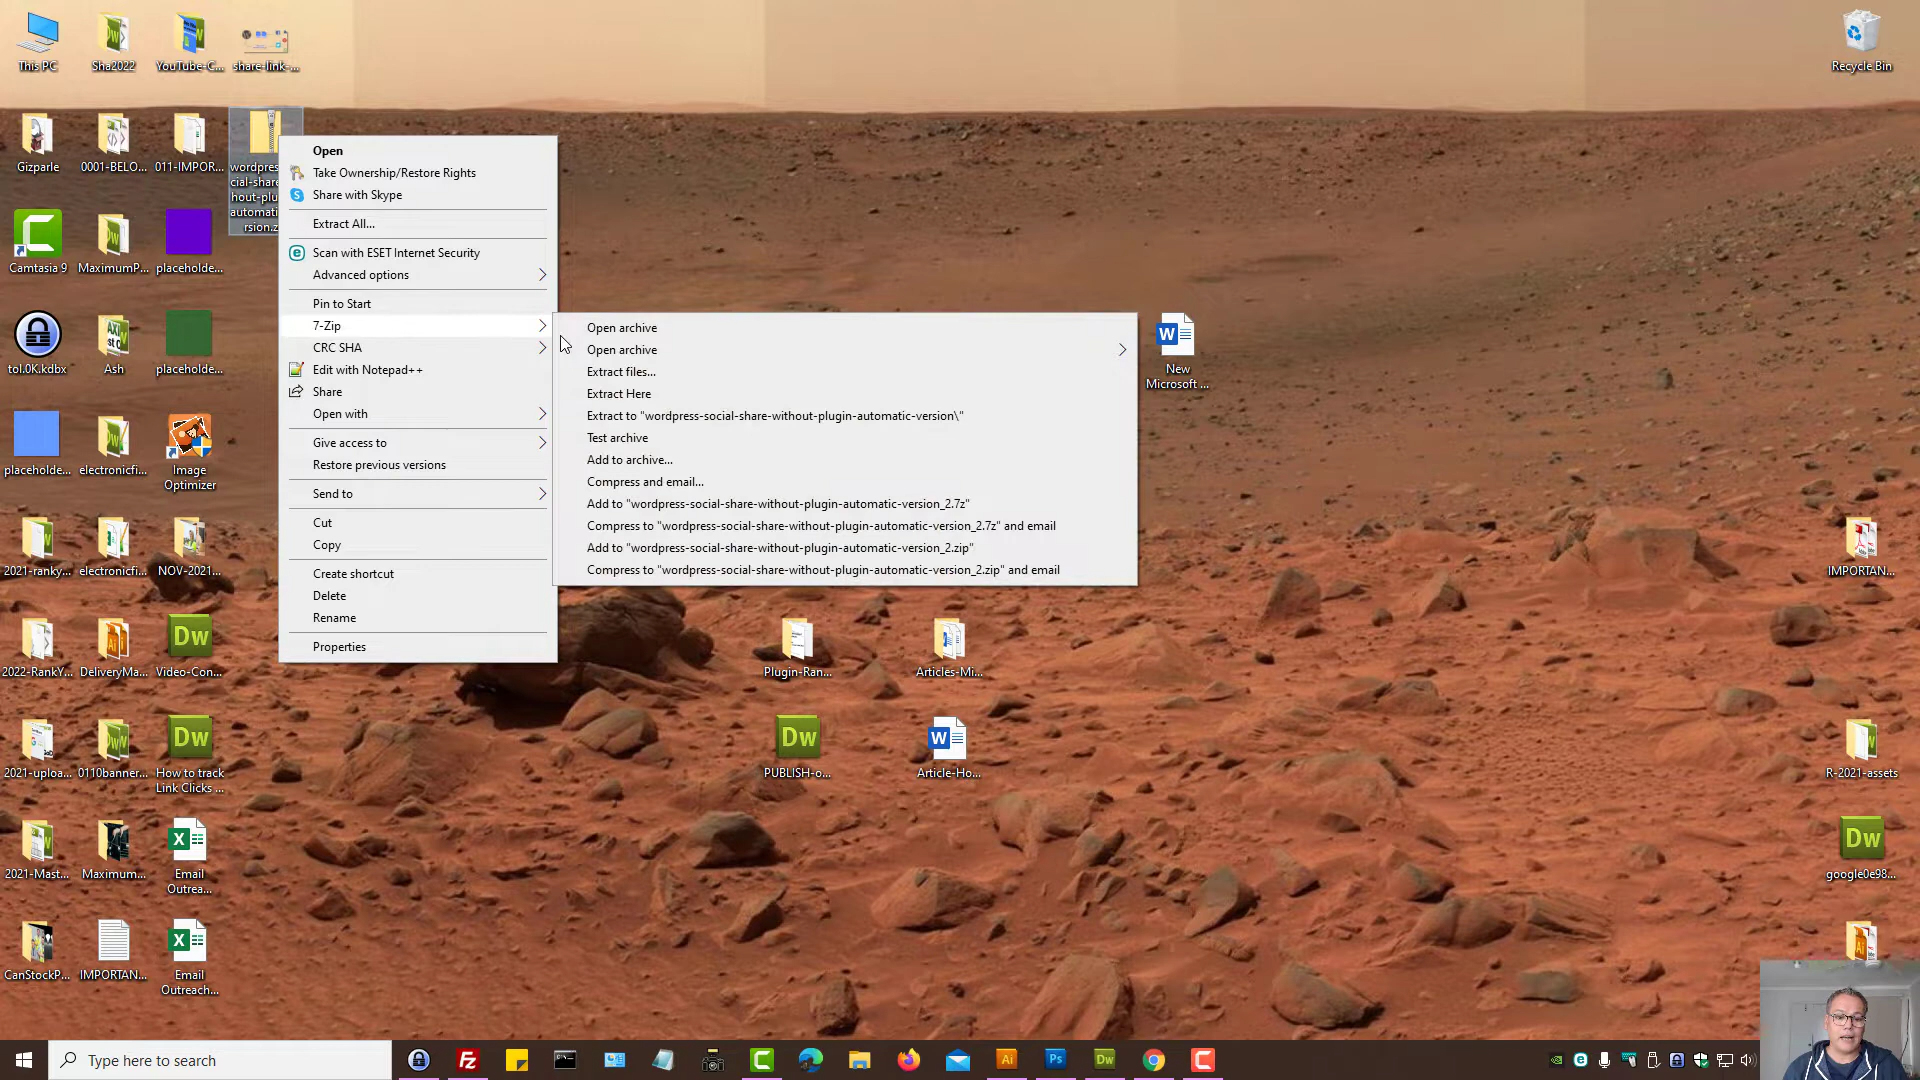 This PC
Sha2022
YouTube-C...
share-link-...
Recycle Bin
Gizparle
0001-BELO...
011-IMPOR...
wordpres
cial-share
hout-plu
automati
rsion.z
Camtasia 9
MaximumP...
placeholde...
tol.0K.kdbx
Ash
placeholde...
placeholde...
electronicfi...
Image
Optimizer
2021-ranky...
electronicfi...
NOV-2021...
2022-RankY...
DeliveryMa...
Video-Con...
2021-uploa...
0110banner...
How to track
Link Clicks ...
2021-Mast...
Maximum...
Email
Outrea...
CanStockP...
IMPORTAN...
Email
Outreach...
Open
Take Ownership/Restore Rights
Share with Skype
Extract All...
Scan with ESET Internet Security
Advanced options
Pin to Start
7-Zip
CRC SHA
Edit with Notepad++
Share
Open with
Give access to
Restore previous versions
Send to
Cut
Copy
Create shortcut
Delete
Rename
Properties
Open archive
Open archive
Extract files...
Extract Here
Extract to "wordpress-social-share-without-plugin-automatic-version\"
Test archive
Add to archive...
Compress and email...
Add to "wordpress-social-share-without-plugin-automatic-version_2.7z"
Compress to "wordpress-social-share-without-plugin-automatic-version_2.7z" and email
Add to "wordpress-social-share-without-plugin-automatic-version_2.zip"
Compress to "wordpress-social-share-without-plugin-automatic-version_2.zip" and email
New
Microsoft ...
Plugin-Ran...
Articles-Mi...
PUBLISH-o...
Article-Ho...
IMPORTAN...
R-2021-assets
google0e98...
Type here to search